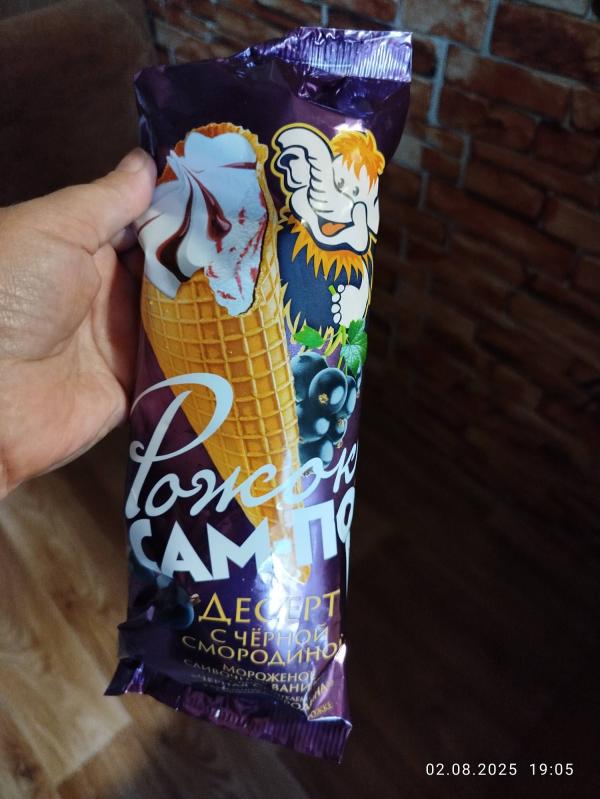 Рожок
САМ-ПО
ДЕСЕРТ
С ЧЁРНОЙ
СМОРОДИНОЙ
МОРОЖЕНОЕ
02.08.2025 19:05